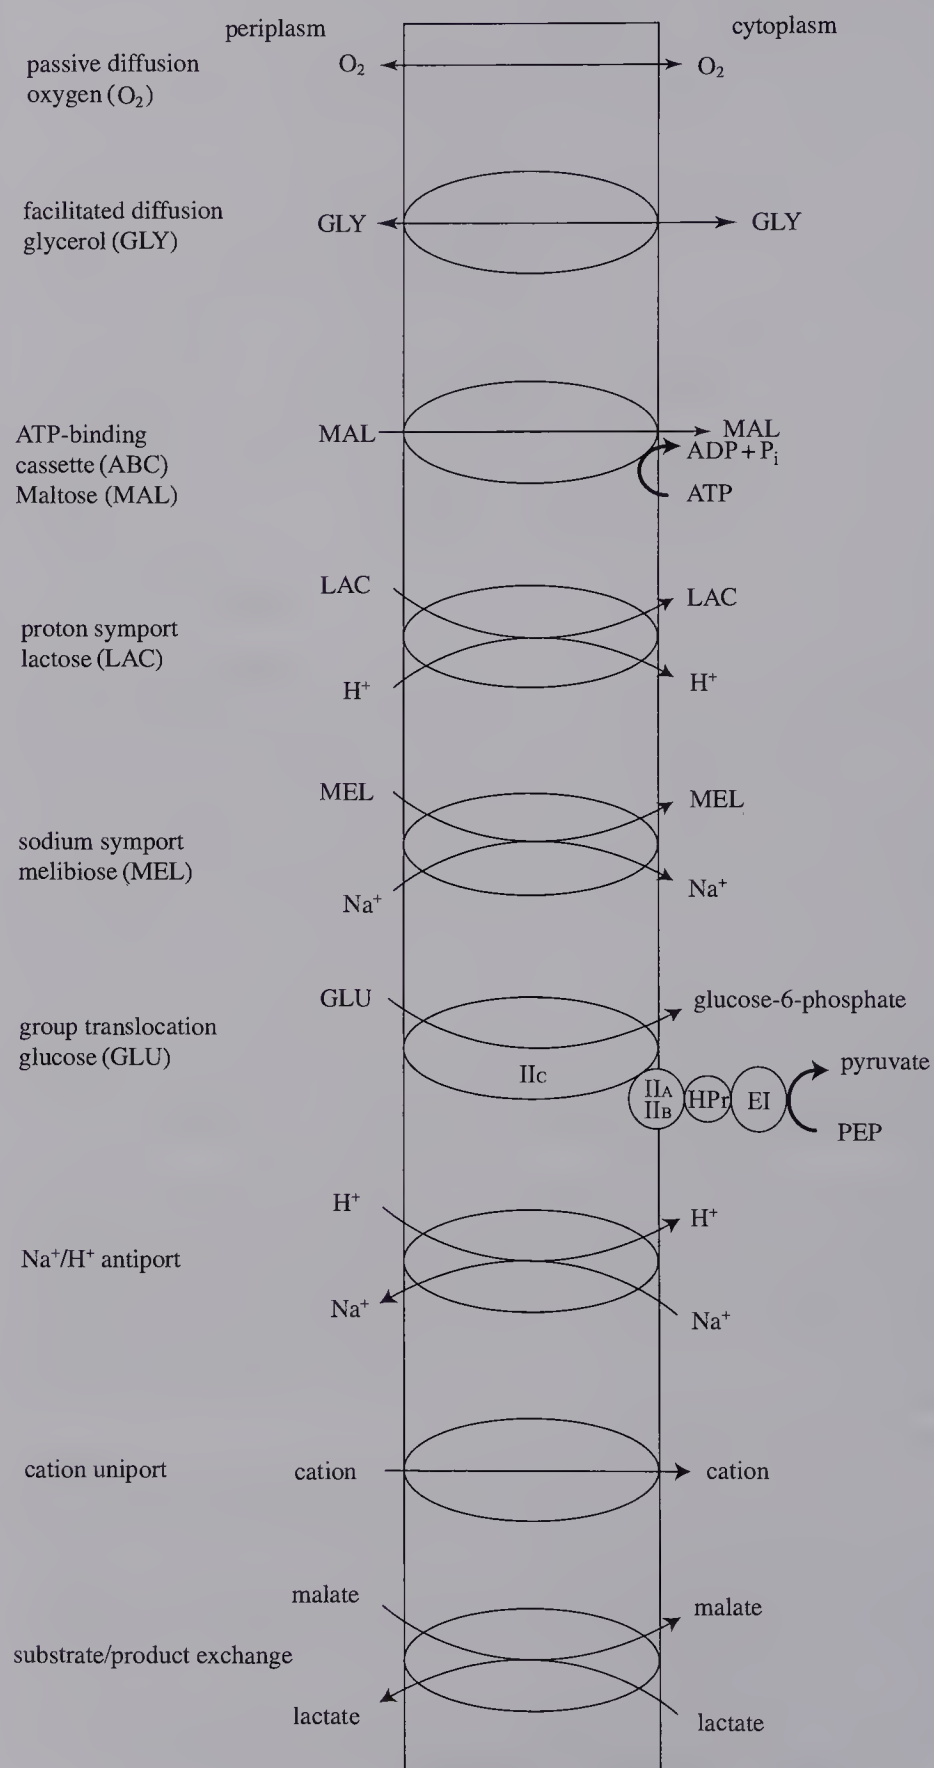 periplasm
cytoplasm
passive diffusion
oxygen (O₂)
O₂
O₂
facilitated diffusion
glycerol (GLY)
GLY
GLY
ATP-binding
cassette (ABC)
Maltose (MAL)
MAL
MAL
ADP + Pᵢ
ATP
proton symport
lactose (LAC)
LAC
LAC
H⁺
H⁺
sodium symport
melibiose (MEL)
MEL
MEL
Na⁺
Na⁺
group translocation
glucose (GLU)
GLU
glucose-6-phosphate
IIC
IIA
IIB
HPr
EI
pyruvate
PEP
Na⁺/H⁺ antiport
H⁺
H⁺
Na⁺
Na⁺
cation uniport
cation
cation
substrate/product exchange
malate
malate
lactate
lactate